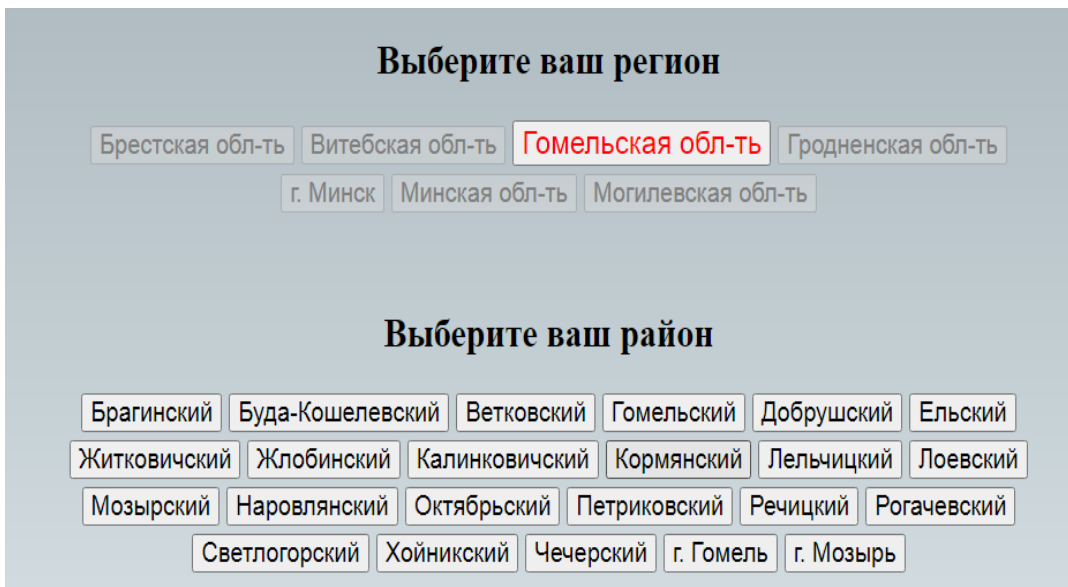 Выберите ваш регион
Брестская обл-ть Витебская обл-ть Гомельская обл-ть Гродненская обл-ть
г. Минск Минская обл-ть Могилевская обл-ть
Выберите ваш район
Брагинский Буда-Кошелевский Ветковский Гомельский Добрушский Ельский
Житковичский Жлобинский Калинковичский Кормянский Лельчицкий Лоевский
Мозырский Наровлянский Октябрьский Петриковский Речицкий Рогачевский
Светлогорский Хойникский Чечерский г. Гомель г. Мозырь